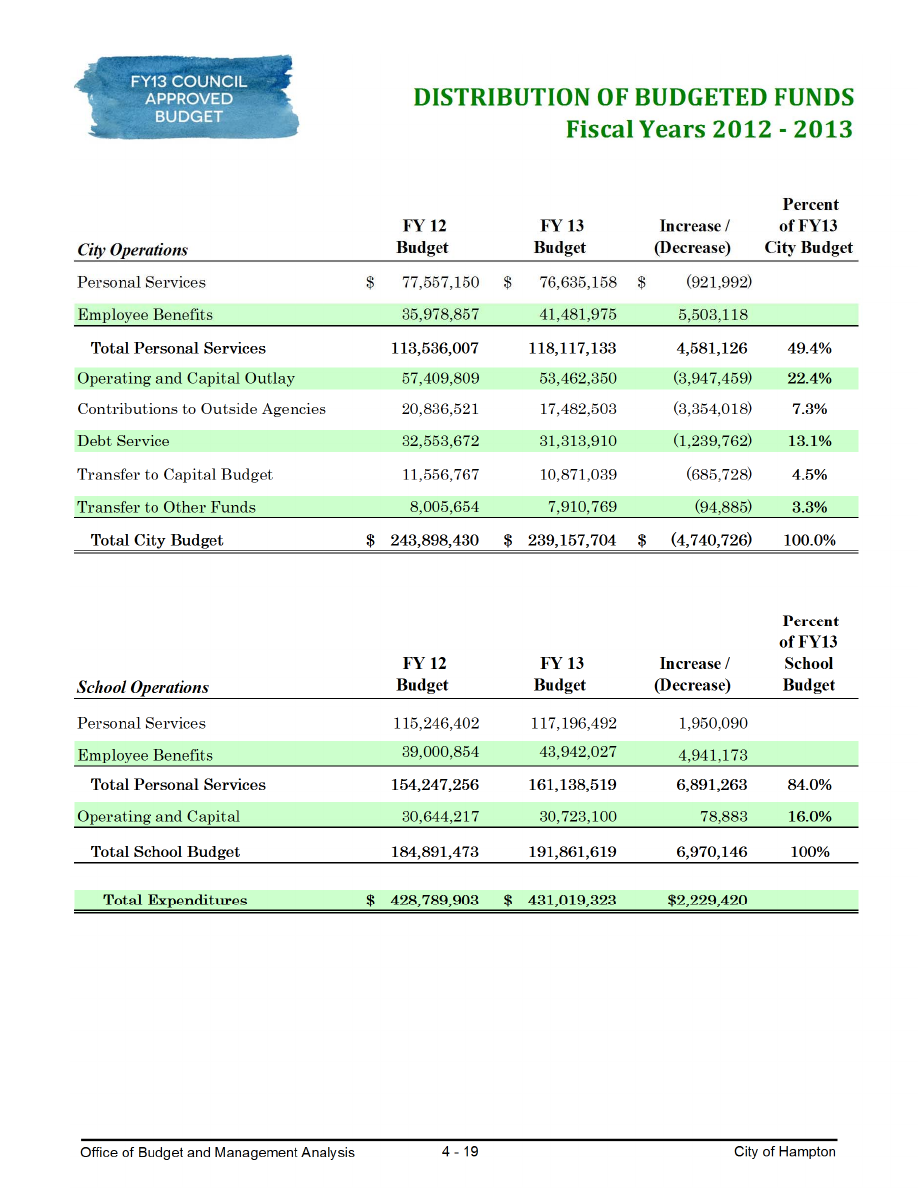 FY13 COUNCIL
APPROVED
BUDGET
DISTRIBUTION OF BUDGETED FUNDS
Fiscal Years 2012 - 2013
Percent
FY 12 FY 13 Increase / of FY13
City Operations Budget Budget (Decrease) City Budget
Personal Services $ 77,557,150 $ 76,635,158 $ (921,992)
Employee Benefits 35,978,857 41,481,975 5,503,118
Total Personal Services 113,536,007 118,117,133 4,581,126 49.4%
Operating and Capital Outlay 57,409,809 53,462,350 (3,947,459) 22.4%
Contributions to Outside Agencies 20,836,521 17,482,503 (3,354,018) 7.3%
Debt Service 32,553,672 31,313,910 (1,239,762) 13.1%
Transfer to Capital Budget 11,556,767 10,871,039 (685,728) 4.5%
Transfer to Other Funds 8,005,654 7,910,769 (94,885) 3.3%
Total City Budget $ 243,898,430 $ 239,157,704 $ (4,740,726) 100.0%
Percent
of FY13
FY 12 FY 13 Increase / School
School Operations Budget Budget (Decrease) Budget
Personal Services 115,246,402 117,196,492 1,950,090
Employee Benefits 39,000,854 43,942,027 4,941,173
Total Personal Services 154,247,256 161,138,519 6,891,263 84.0%
Operating and Capital 30,644,217 30,723,100 78,883 16.0%
Total School Budget 184,891,473 191,861,619 6,970,146 100%
Total Expenditures $ 428,789,903 $ 431,019,323 $2,229,420
Office of Budget and Management Analysis 4 - 19 City of Hampton